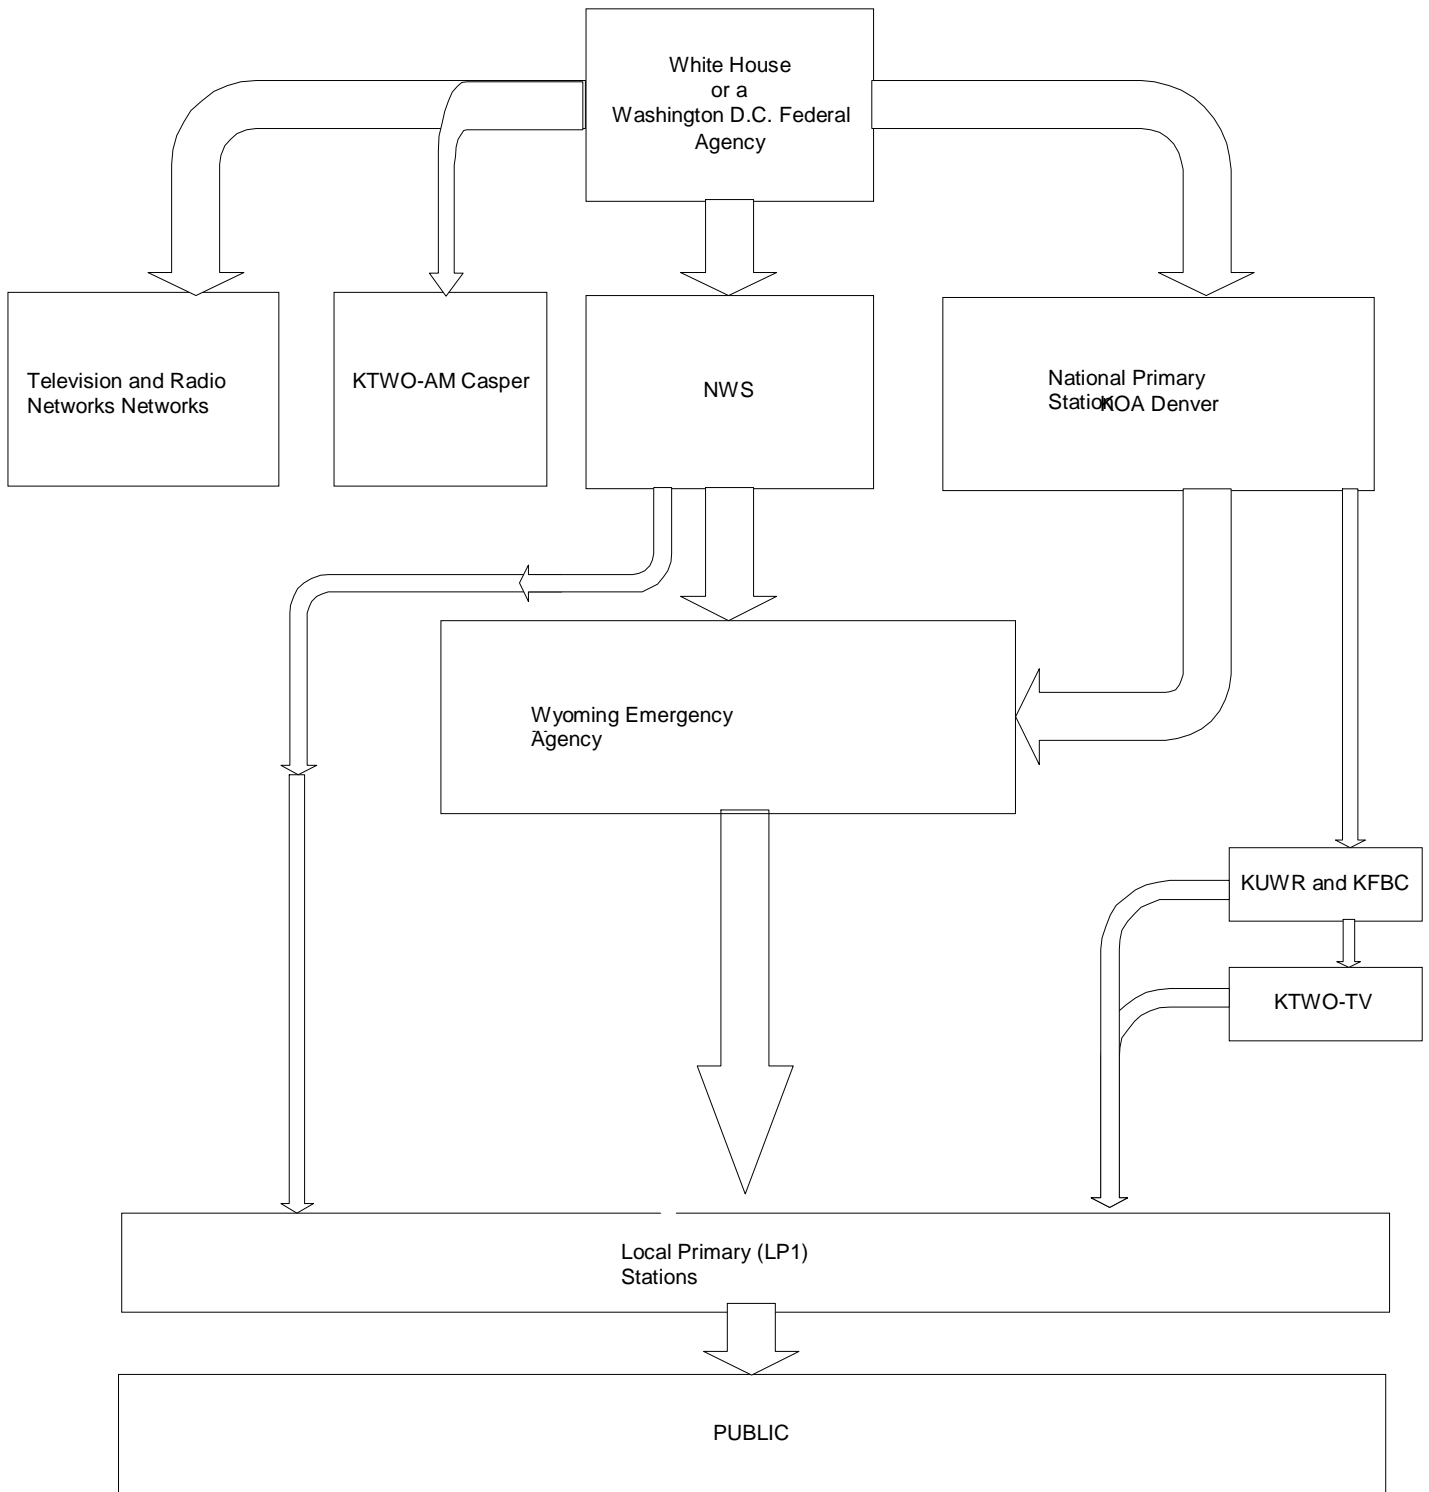 White House
or a
Washington D.C. Federal
Agency
Television and Radio
Networks Networks
KTWO-AM Casper
NWS
National Primary
Station
KOA Denver
Wyoming Emergency
Agency
KUWR and KFBC
KTWO-TV
Local Primary (LP1)
Stations
PUBLIC